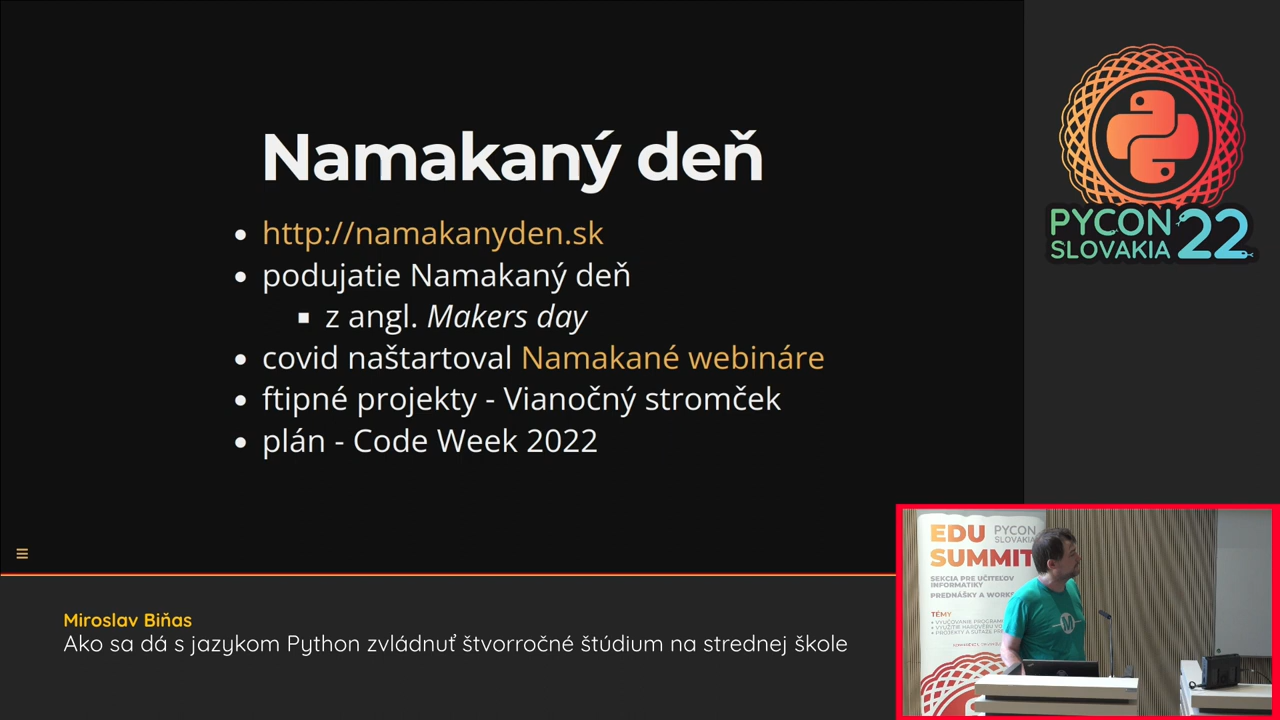 Namakaný deň
http://namakanyden.sk
podujatie Namakaný deň
z angl. Makers day
covid naštartoval Namakané webináre
ftipné projekty - Vianočný stromček
plán - Code Week 2022
PYCON
SLOVAKIA 22
EDU
SUMMIT
PYCON
SLOVAKIA
SEKCIA PRE UČITEĽOV
INFORMATIKY
PREDNÁŠKY A
TÉMY
M
Miroslav Biňas
Ako sa dá s jazykom Python zvládnuť štvorročné štúdium na strednej škole